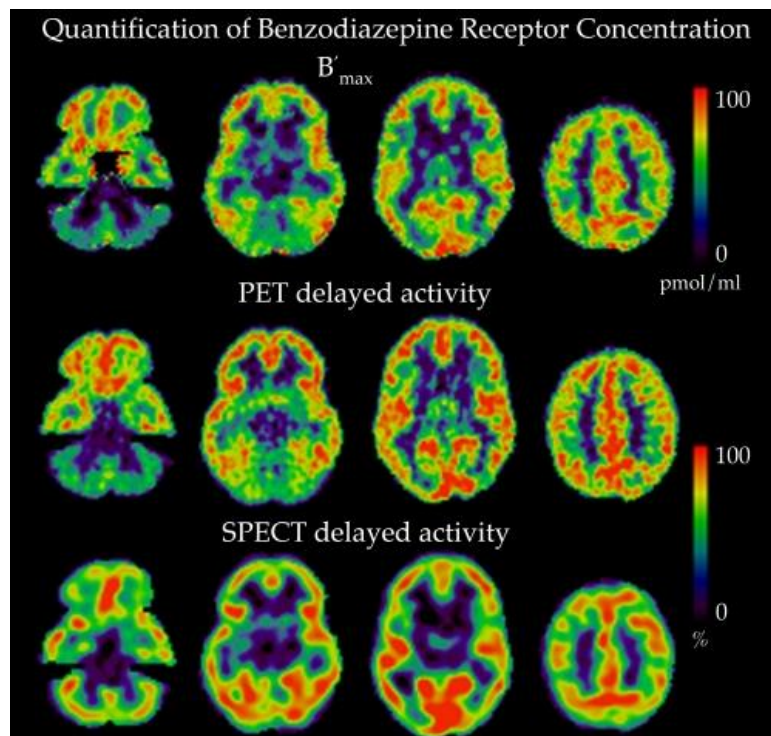 Quantification of Benzodiazepine Receptor Concentration
B′max
100
0
pmol/ml
PET delayed activity
100
SPECT delayed activity
0
%